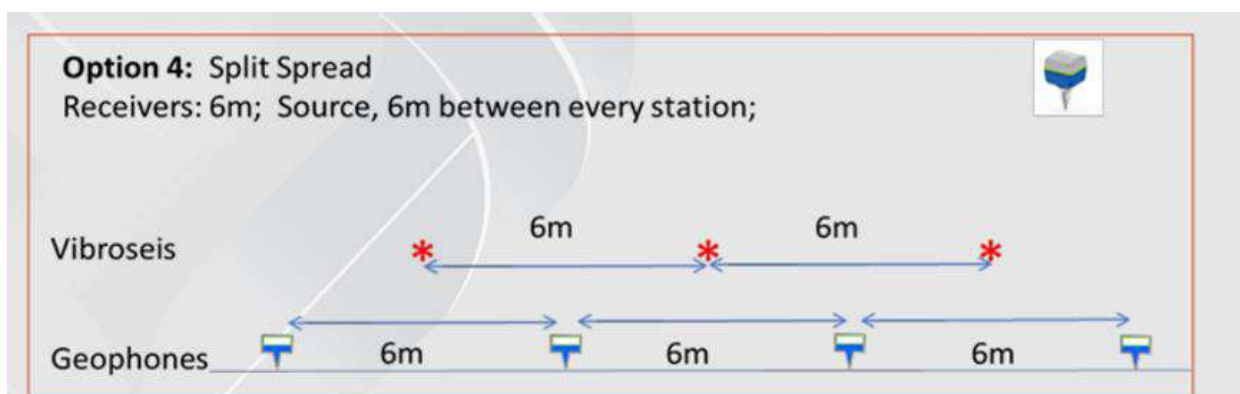 Option 4: Split Spread
Receivers: 6m; Source, 6m between every station;
6m 6m
Vibroseis * * *
Geophones 6m 6m 6m